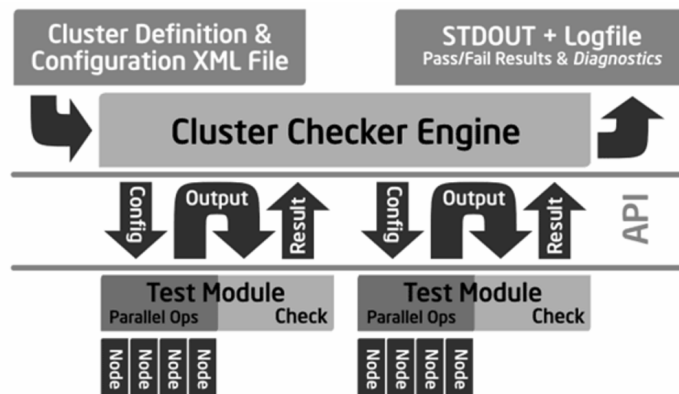 Cluster Definition &
Configuration XML File
STDOUT + Logfile
Pass/Fail Results & Diagnostics
Cluster Checker Engine
Config
Output
Result
Config
Output
Result
API
Test Module
Parallel Ops
Check
Test Module
Parallel Ops
Check
Node
Node
Node
Node
Node
Node
Node
Node